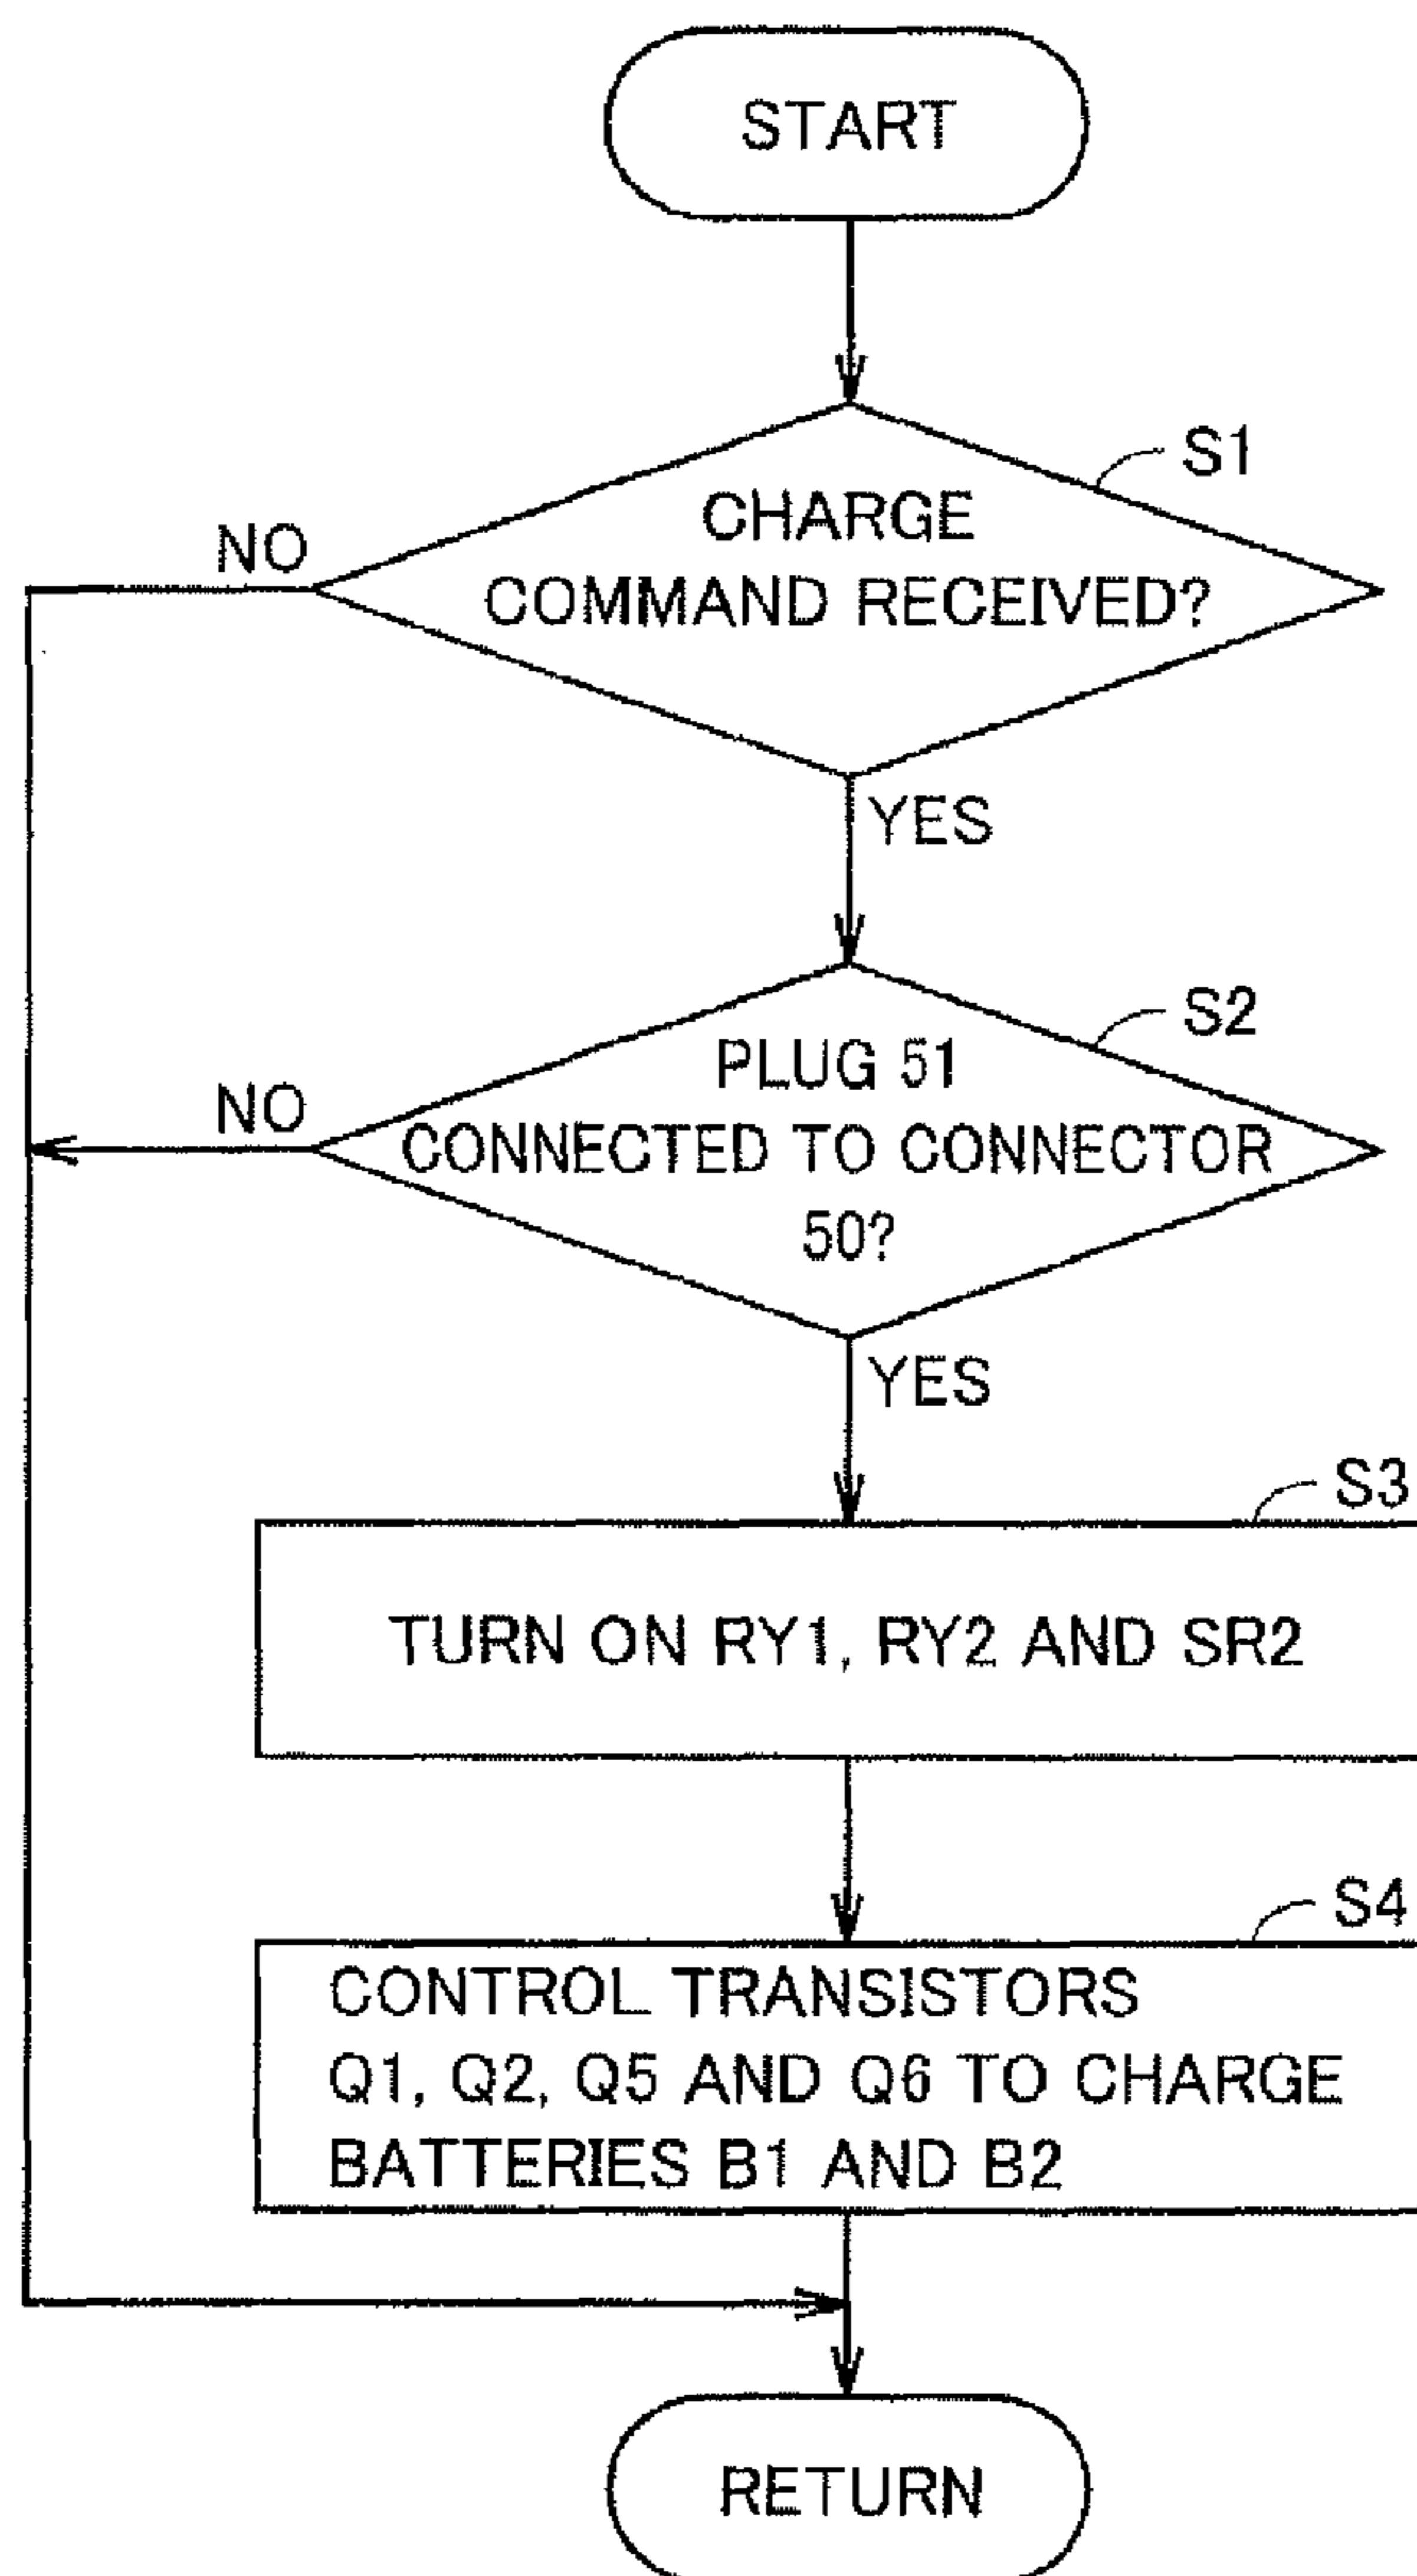 START
S1
CHARGE
COMMAND RECEIVED?
NO
YES
S2
PLUG 51
CONNECTED TO CONNECTOR
50?
NO
YES
S3
TURN ON RY1, RY2 AND SR2
S4
CONTROL TRANSISTORS
Q1, Q2, Q5 AND Q6 TO CHARGE
BATTERIES B1 AND B2
RETURN